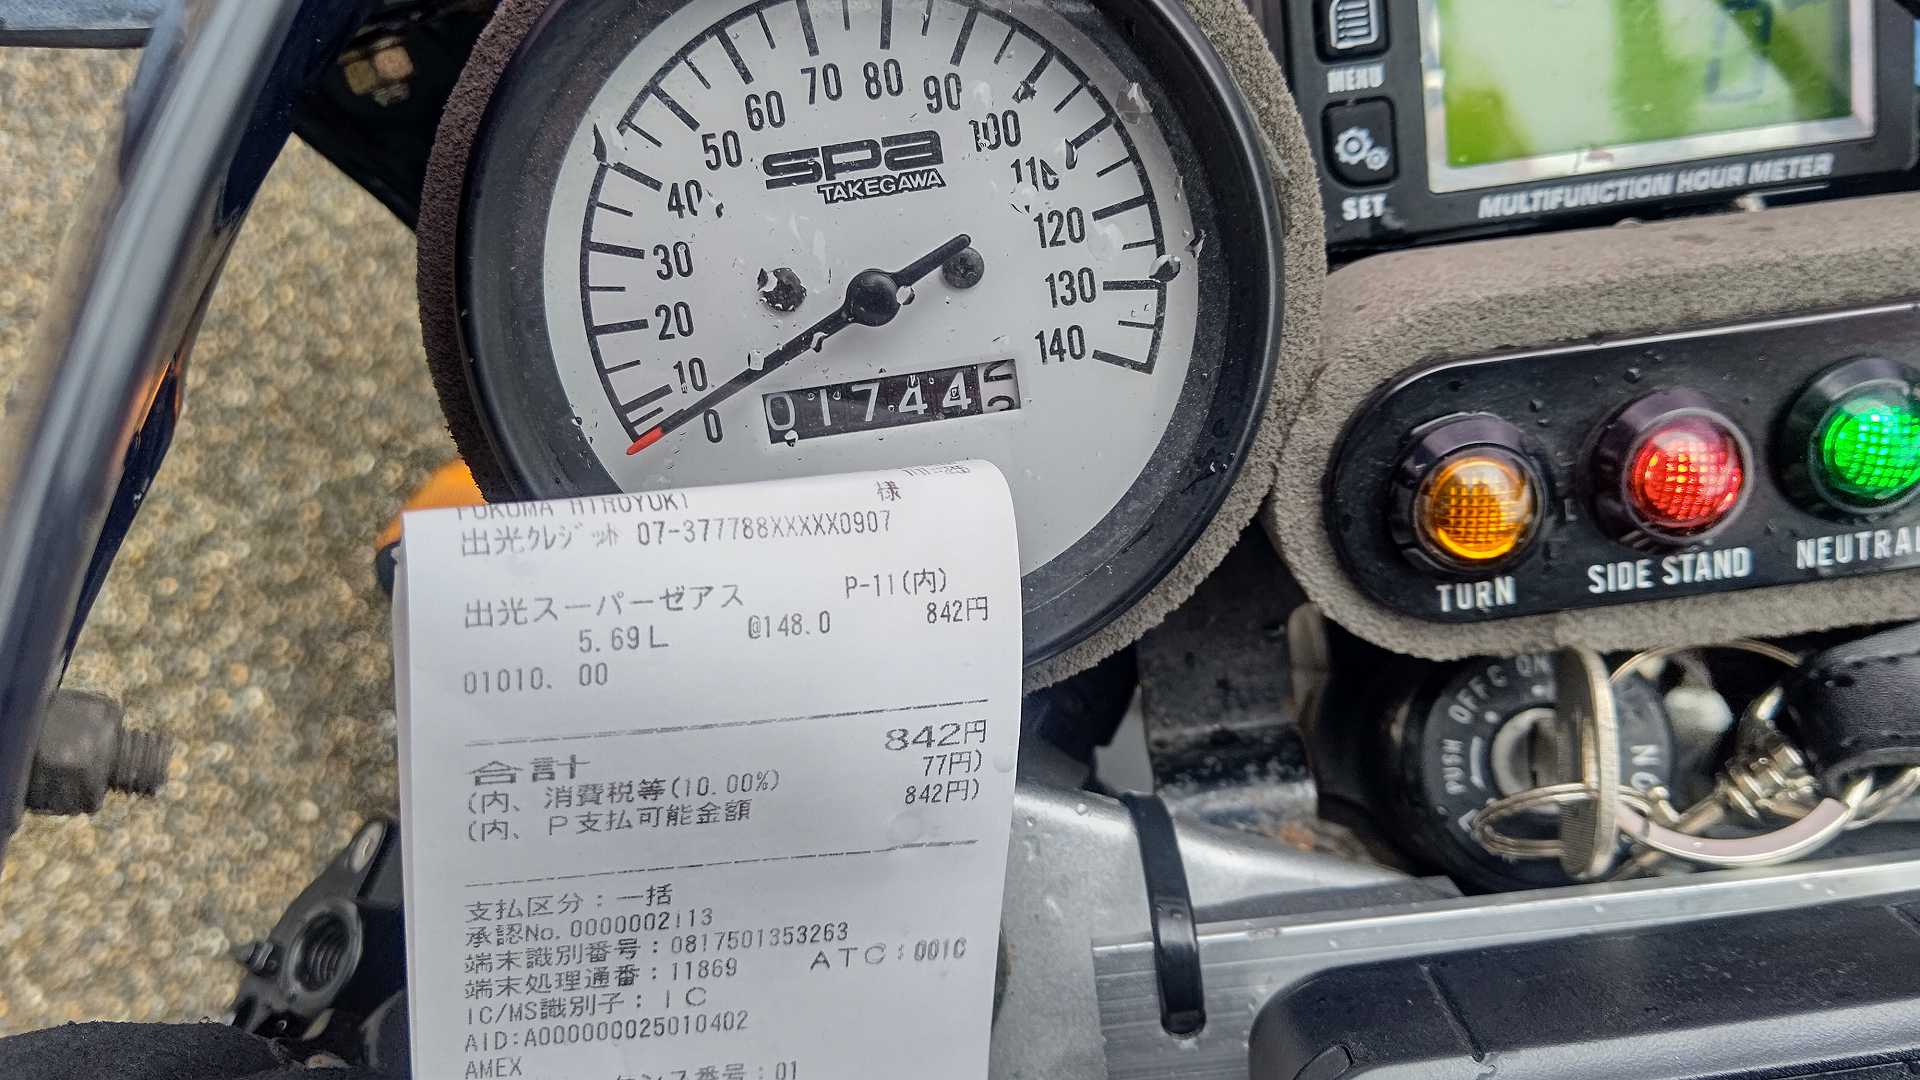 0
10
20
30
40
50
60
70
80
90
100
110
120
130
140
spa
TAKEGAWA
01744
MENU
SET
MULTIFUNCTION HOUR METER
TURN
SIDE STAND
NEUTRAL
PUSH
OFF
ON
様
出光ｸﾚｼﾞｯﾄ 07-377788XXXXX0907
出光スーパーゼアス P-11(内)
5.69L @148.0 842円
01010. 00
合計 842円
(内、消費税等(10.00%) 77円)
(内、P支払可能金額 842円)
支払区分：一括
承認No.0000002113
端末識別番号：0817501353263
端末処理通番：11869 ATC：001C
IC/MS識別子：IC
AID:A000000025010402
AMEX
番号：01